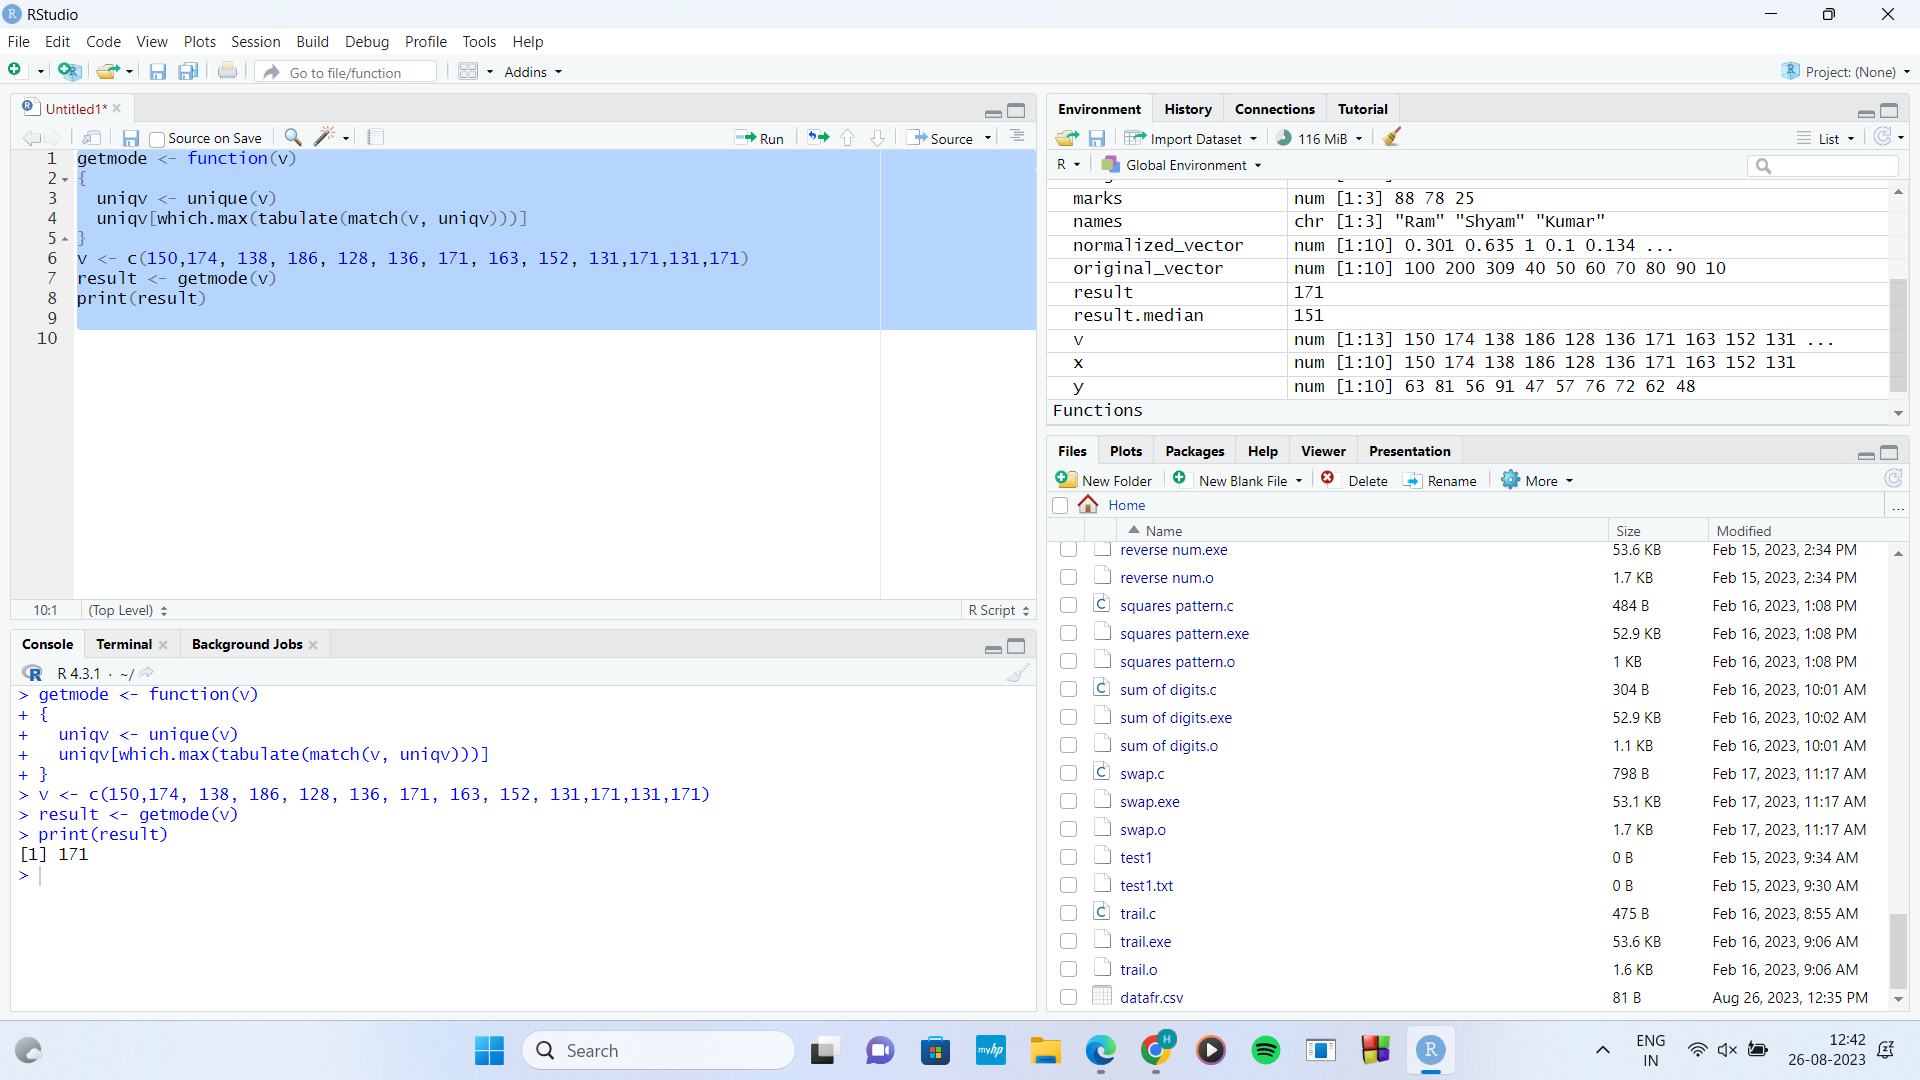 RStudio
File Edit Code View Plots Session Build Debug Profile Tools Help
Go to file/function Addins Project: (None)
Untitled1*
Source on Save Run Source
1 getmode <- function(v)
2 {
3 uniqv <- unique(v)
4 uniqv[which.max(tabulate(match(v, uniqv)))]
5 }
6 v <- c(150,174, 138, 186, 128, 136, 171, 163, 152, 131,171,131,171)
7 result <- getmode(v)
8 print(result)
9
10
10:1 (Top Level) R Script
Console Terminal Background Jobs
R 4.3.1 · ~/
> getmode <- function(v)
+ {
+ uniqv <- unique(v)
+ uniqv[which.max(tabulate(match(v, uniqv)))]
+ }
> v <- c(150,174, 138, 186, 128, 136, 171, 163, 152, 131,171,131,171)
> result <- getmode(v)
> print(result)
[1] 171
>
Environment History Connections Tutorial
Import Dataset 116 MiB List
R Global Environment
marks num [1:3] 88 78 25
names chr [1:3] "Ram" "Shyam" "Kumar"
normalized_vector num [1:10] 0.301 0.635 1 0.1 0.134 ...
original_vector num [1:10] 100 200 309 40 50 60 70 80 90 10
result 171
result.median 151
v num [1:13] 150 174 138 186 128 136 171 163 152 131 ...
x num [1:10] 150 174 138 186 128 136 171 163 152 131
y num [1:10] 63 81 56 91 47 57 76 72 62 48
Functions
Files Plots Packages Help Viewer Presentation
New Folder New Blank File Delete Rename More
Home ...
Name Size Modified
reverse num.exe 53.6 KB Feb 15, 2023, 2:34 PM
reverse num.o 1.7 KB Feb 15, 2023, 2:34 PM
squares pattern.c 484 B Feb 16, 2023, 1:08 PM
squares pattern.exe 52.9 KB Feb 16, 2023, 1:08 PM
squares pattern.o 1 KB Feb 16, 2023, 1:08 PM
sum of digits.c 304 B Feb 16, 2023, 10:01 AM
sum of digits.exe 52.9 KB Feb 16, 2023, 10:02 AM
sum of digits.o 1.1 KB Feb 16, 2023, 10:01 AM
swap.c 798 B Feb 17, 2023, 11:17 AM
swap.exe 53.1 KB Feb 17, 2023, 11:17 AM
swap.o 1.7 KB Feb 17, 2023, 11:17 AM
test1 0 B Feb 15, 2023, 9:34 AM
test1.txt 0 B Feb 15, 2023, 9:30 AM
trail.c 475 B Feb 16, 2023, 8:55 AM
trail.exe 53.6 KB Feb 16, 2023, 9:06 AM
trail.o 1.6 KB Feb 16, 2023, 9:06 AM
datafr.csv 81 B Aug 26, 2023, 12:35 PM
Search myhp H R
ENG 12:42
IN 26-08-2023